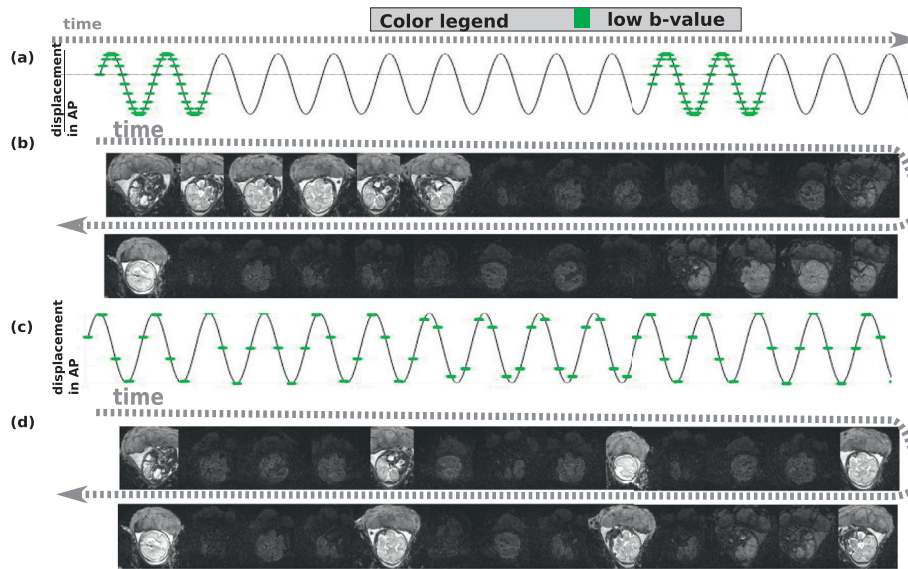 Color legend low b-value
time
(a)
displacement
in AP
time
(b)
(c)
displacement
in AP
time
(d)